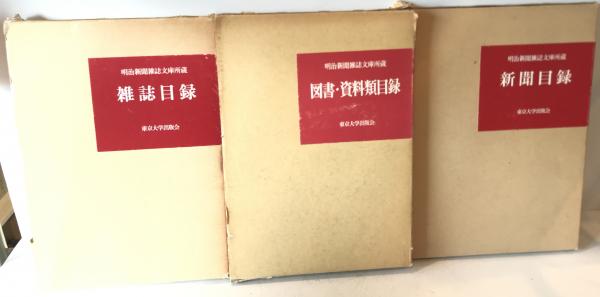 明治新聞雑誌文庫所蔵
雑誌目録
東京大学出版会
明治新聞雑誌文庫所蔵
図書・資料類目録
東京大学出版会
明治新聞雑誌文庫所蔵
新聞目録
東京大学出版会